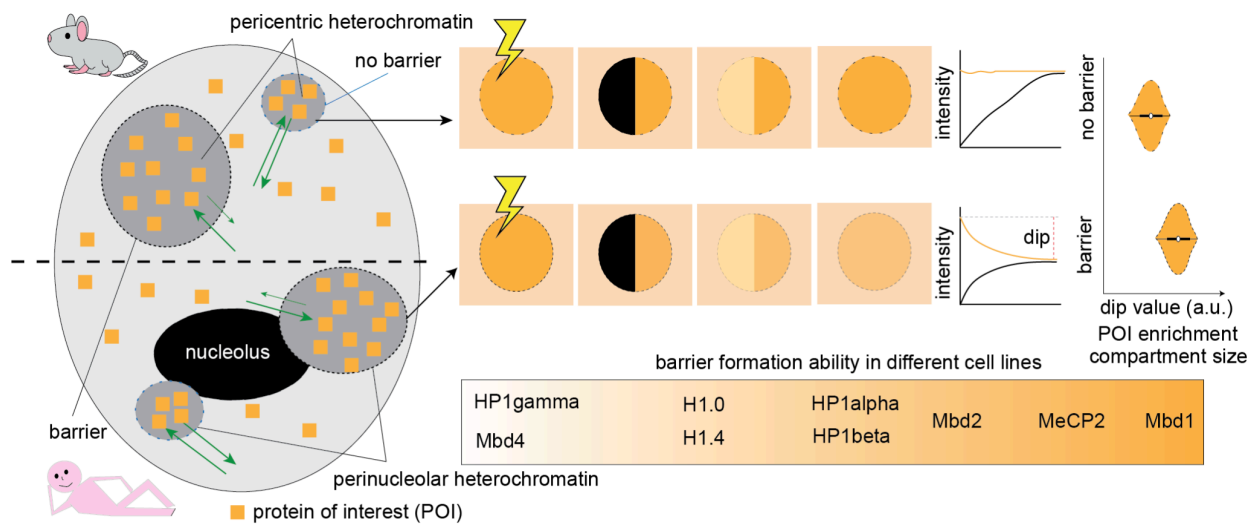 pericentric heterochromatin
no barrier
nucleolus
barrier
perinucleolar heterochromatin
protein of interest (POI)
intensity
intensity
dip
no barrier
barrier
dip value (a.u.)
POI enrichment
compartment size
barrier formation ability in different cell lines
HP1gamma H1.0 HP1alpha Mbd2 MeCP2 Mbd1
Mbd4 H1.4 HP1beta